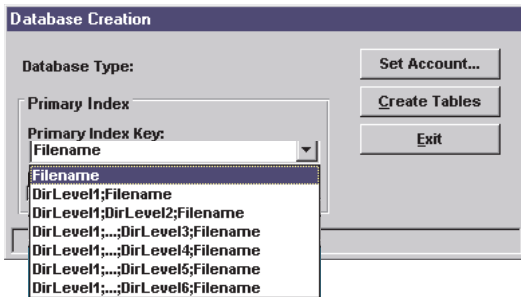 Database Creation
Database Type:
Set Account...
Primary Index
Create Tables
Primary Index Key:
Filename
Exit
Filename
DirLevel1;Filename
DirLevel1;DirLevel2;Filename
DirLevel1;...;DirLevel3;Filename
DirLevel1;...;DirLevel4;Filename
DirLevel1;...;DirLevel5;Filename
DirLevel1;...;DirLevel6;Filename